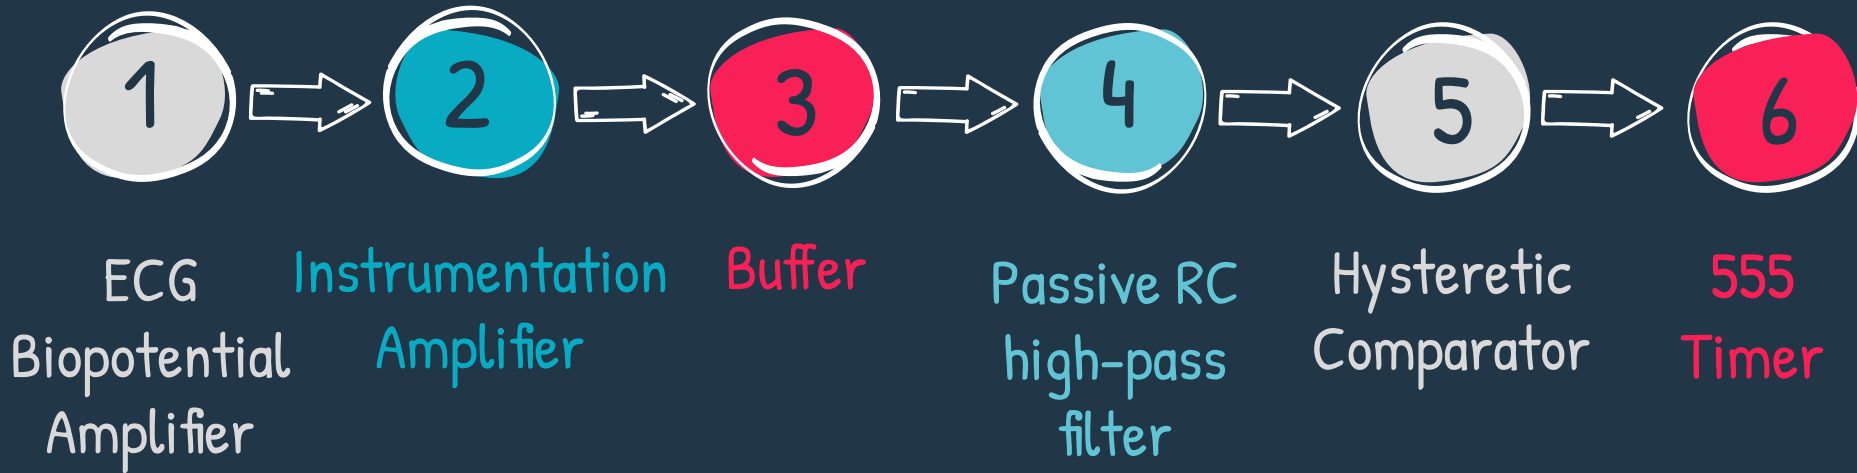 1
2
3
4
5
6
ECG
Biopotential
Amplifier
Instrumentation
Amplifier
Buffer
Passive RC
high-pass
filter
Hysteretic
Comparator
555
Timer